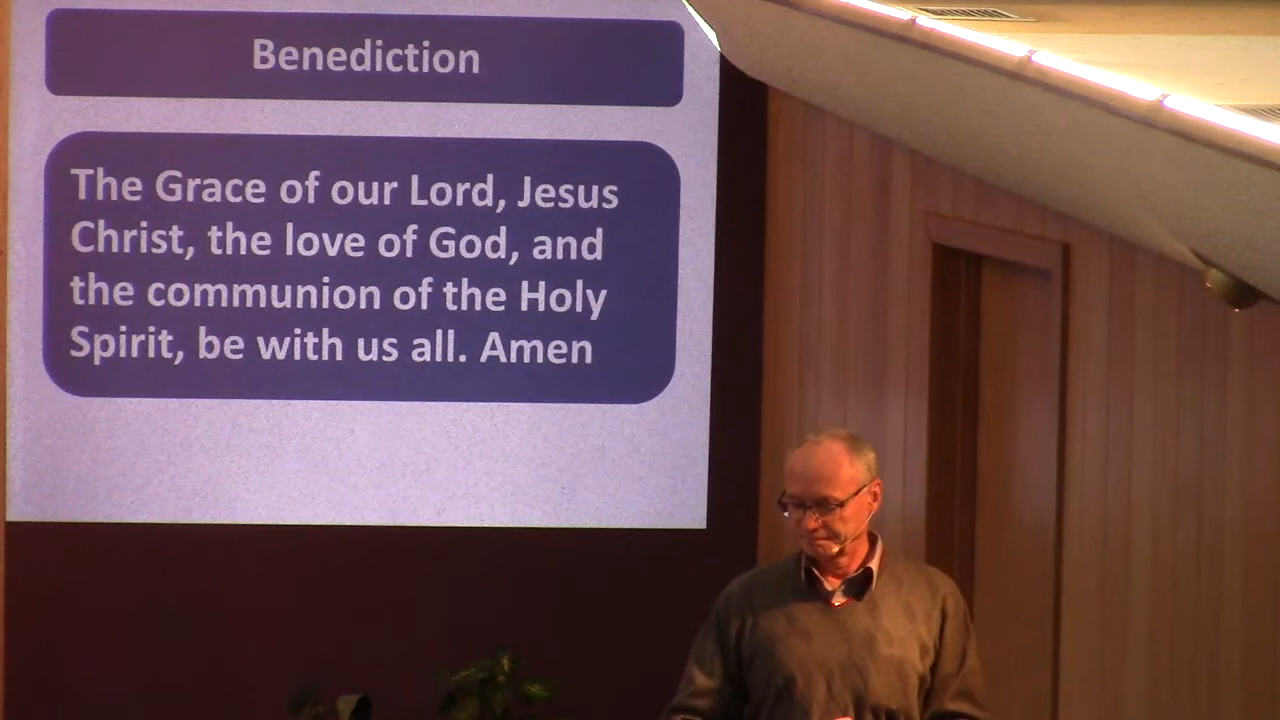 Benediction
The Grace of our Lord, Jesus
Christ, the love of God, and
the communion of the Holy
Spirit, be with us all. Amen